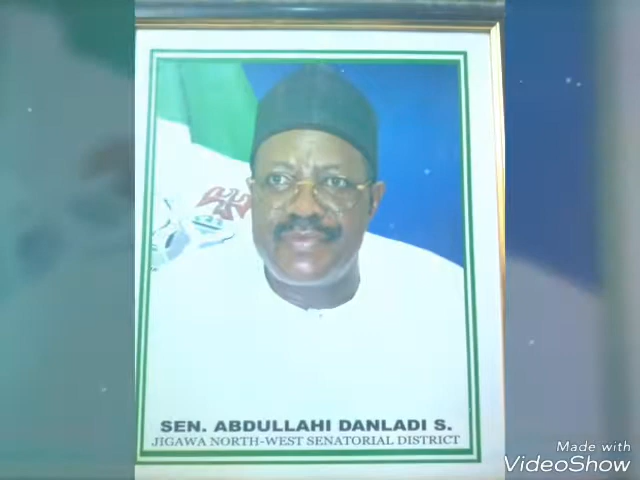 SEN. ABDULLAHI DANLADI S.
JIGAWA NORTH-WEST SENATORIAL DISTRICT
Made with
VideoShow